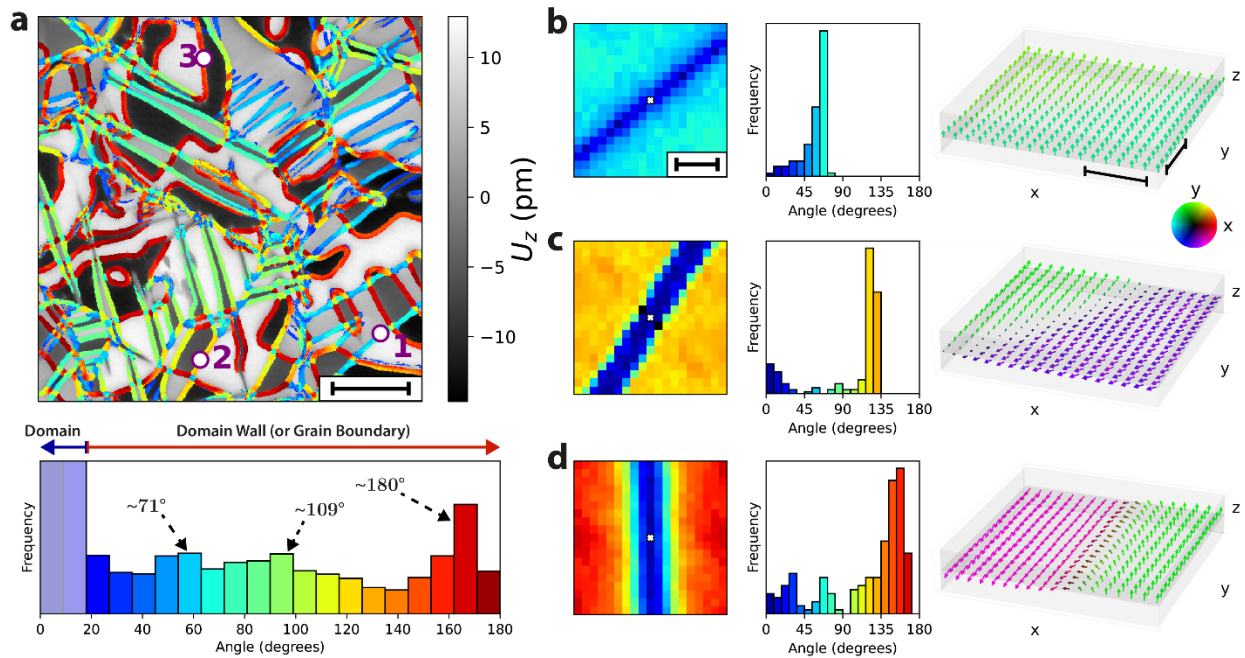 a
3
2
1
10
5
0
−5
−10
U_z (pm)
Domain
Domain Wall (or Grain Boundary)
Frequency
~71°
~109°
~180°
0 20 40 60 80 100 120 140 160 180
Angle (degrees)
b
Frequency
0 45 90 135 180
Angle (degrees)
z
y
x
y
x
c
Frequency
0 45 90 135 180
Angle (degrees)
z
y
x
d
Frequency
0 45 90 135 180
Angle (degrees)
z
y
x